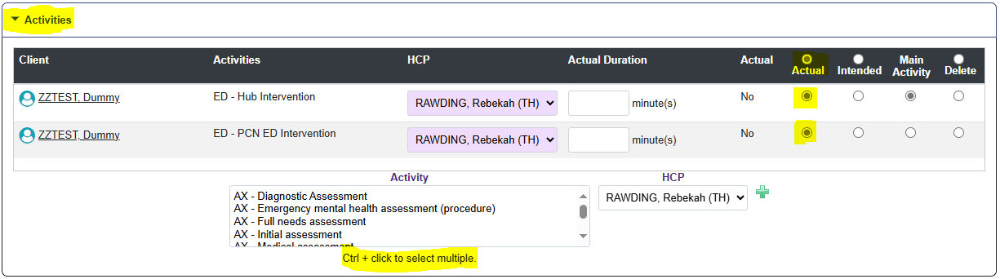 Activities
Client Activities HCP Actual Duration Actual Actual Intended Main Activity Delete
ZZTEST, Dummy ED - Hub Intervention RAWDING, Rebekah (TH) minute(s) No
ZZTEST, Dummy ED - PCN ED Intervention RAWDING, Rebekah (TH) minute(s) No
Activity HCP
AX - Diagnostic Assessment
AX - Emergency mental health assessment (procedure) RAWDING, Rebekah (TH)
AX - Full needs assessment
AX - Initial assessment
AX - Medical assessment
Ctrl + click to select multiple.